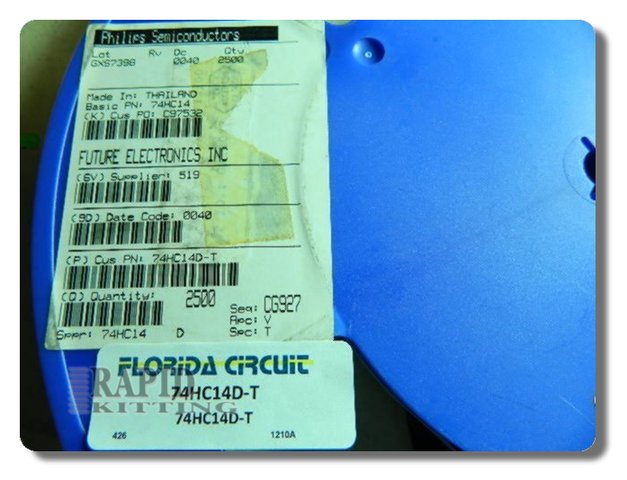 Philips Semiconductors
Lot Rv Dc Qty
GXS7398 0040 2500
Made In: THAILAND
Basic PN: 74HC14
(K) Cus PO: C97532
FUTURE ELECTRONICS INC
(6V) Supplier: 519
(9D) Date Code: 0040
(P) Cus PN: 74HC14D-T
(Q) Quantity: 2500
Seq: CG927
Apc: V
Sppr: 74HC14 D Spc: T
FLORIDA CIRCUIT
RAPID
74HC14D-T
KITTING
74HC14D-T
426 1210A